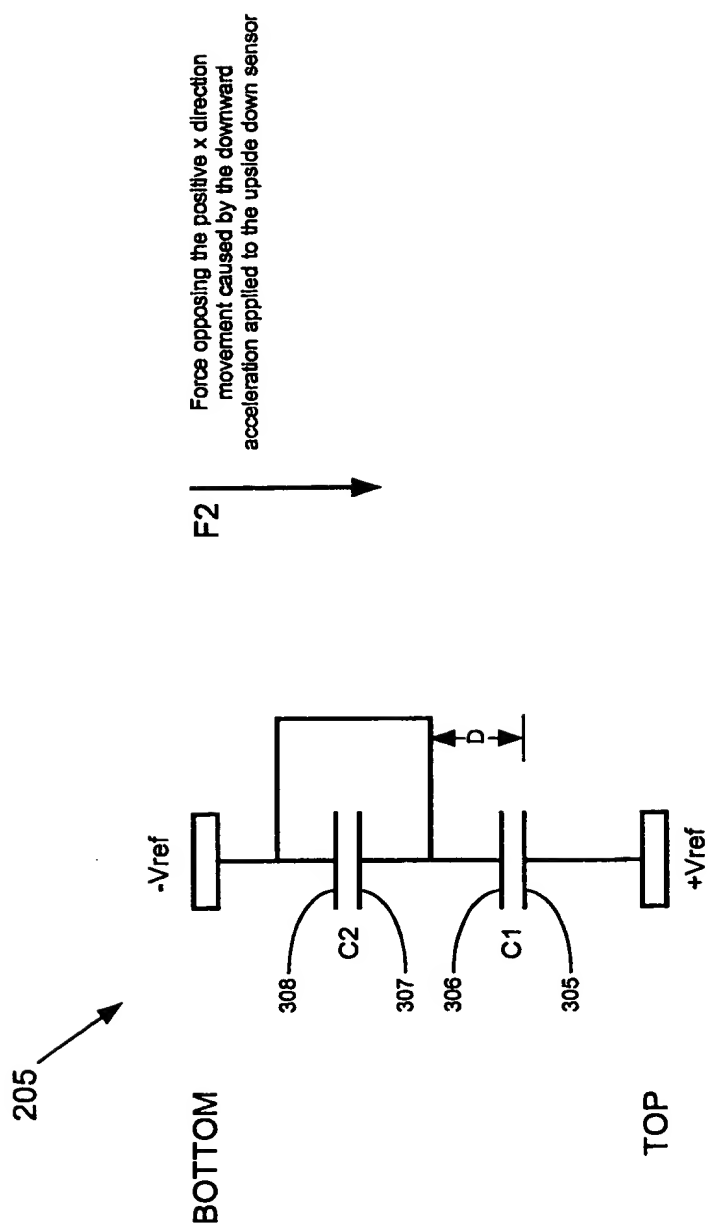 205
BOTTOM
-Vref
308
C2
307
D
306
C1
305
TOP
+Vref
F2
Force opposing the positive x direction
movement caused by the downward
acceleration applied to the upside down sensor